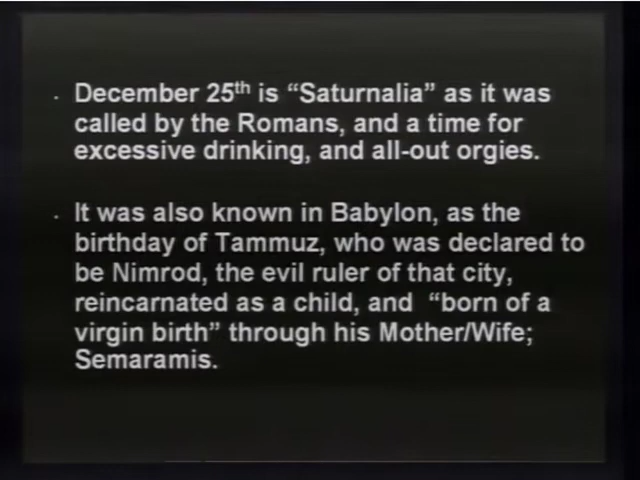 · December 25th is “Saturnalia” as it was
called by the Romans, and a time for
excessive drinking, and all-out orgies.
· It was also known in Babylon, as the
birthday of Tammuz, who was declared to
be Nimrod, the evil ruler of that city,
reincarnated as a child, and “born of a
virgin birth” through his Mother/Wife;
Semaramis.